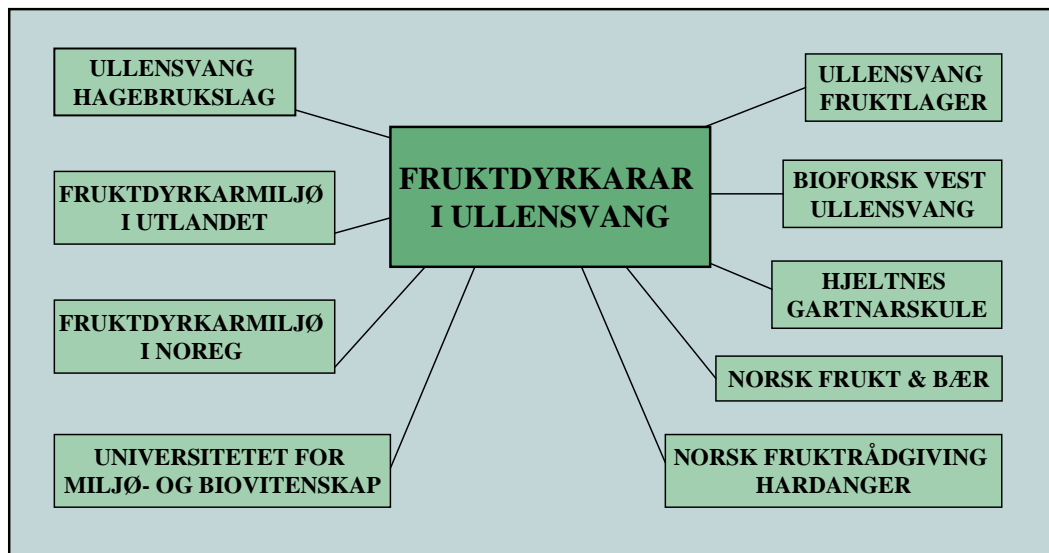 ULLENSVANG
HAGEBRUKSLAG
ULLENSVANG
FRUKTLAGER
FRUKTDYRKARAR
I ULLENSVANG
FRUKTDYRKARMILJØ
I UTLANDET
BIOFORSK VEST
ULLENSVANG
HJELTNES
GARTNARSKULE
FRUKTDYRKARMILJØ
I NOREG
NORSK FRUKT & BÆR
UNIVERSITETET FOR
MILJØ- OG BIOVITENSKAP
NORSK FRUKTRÅDGIVING
HARDANGER